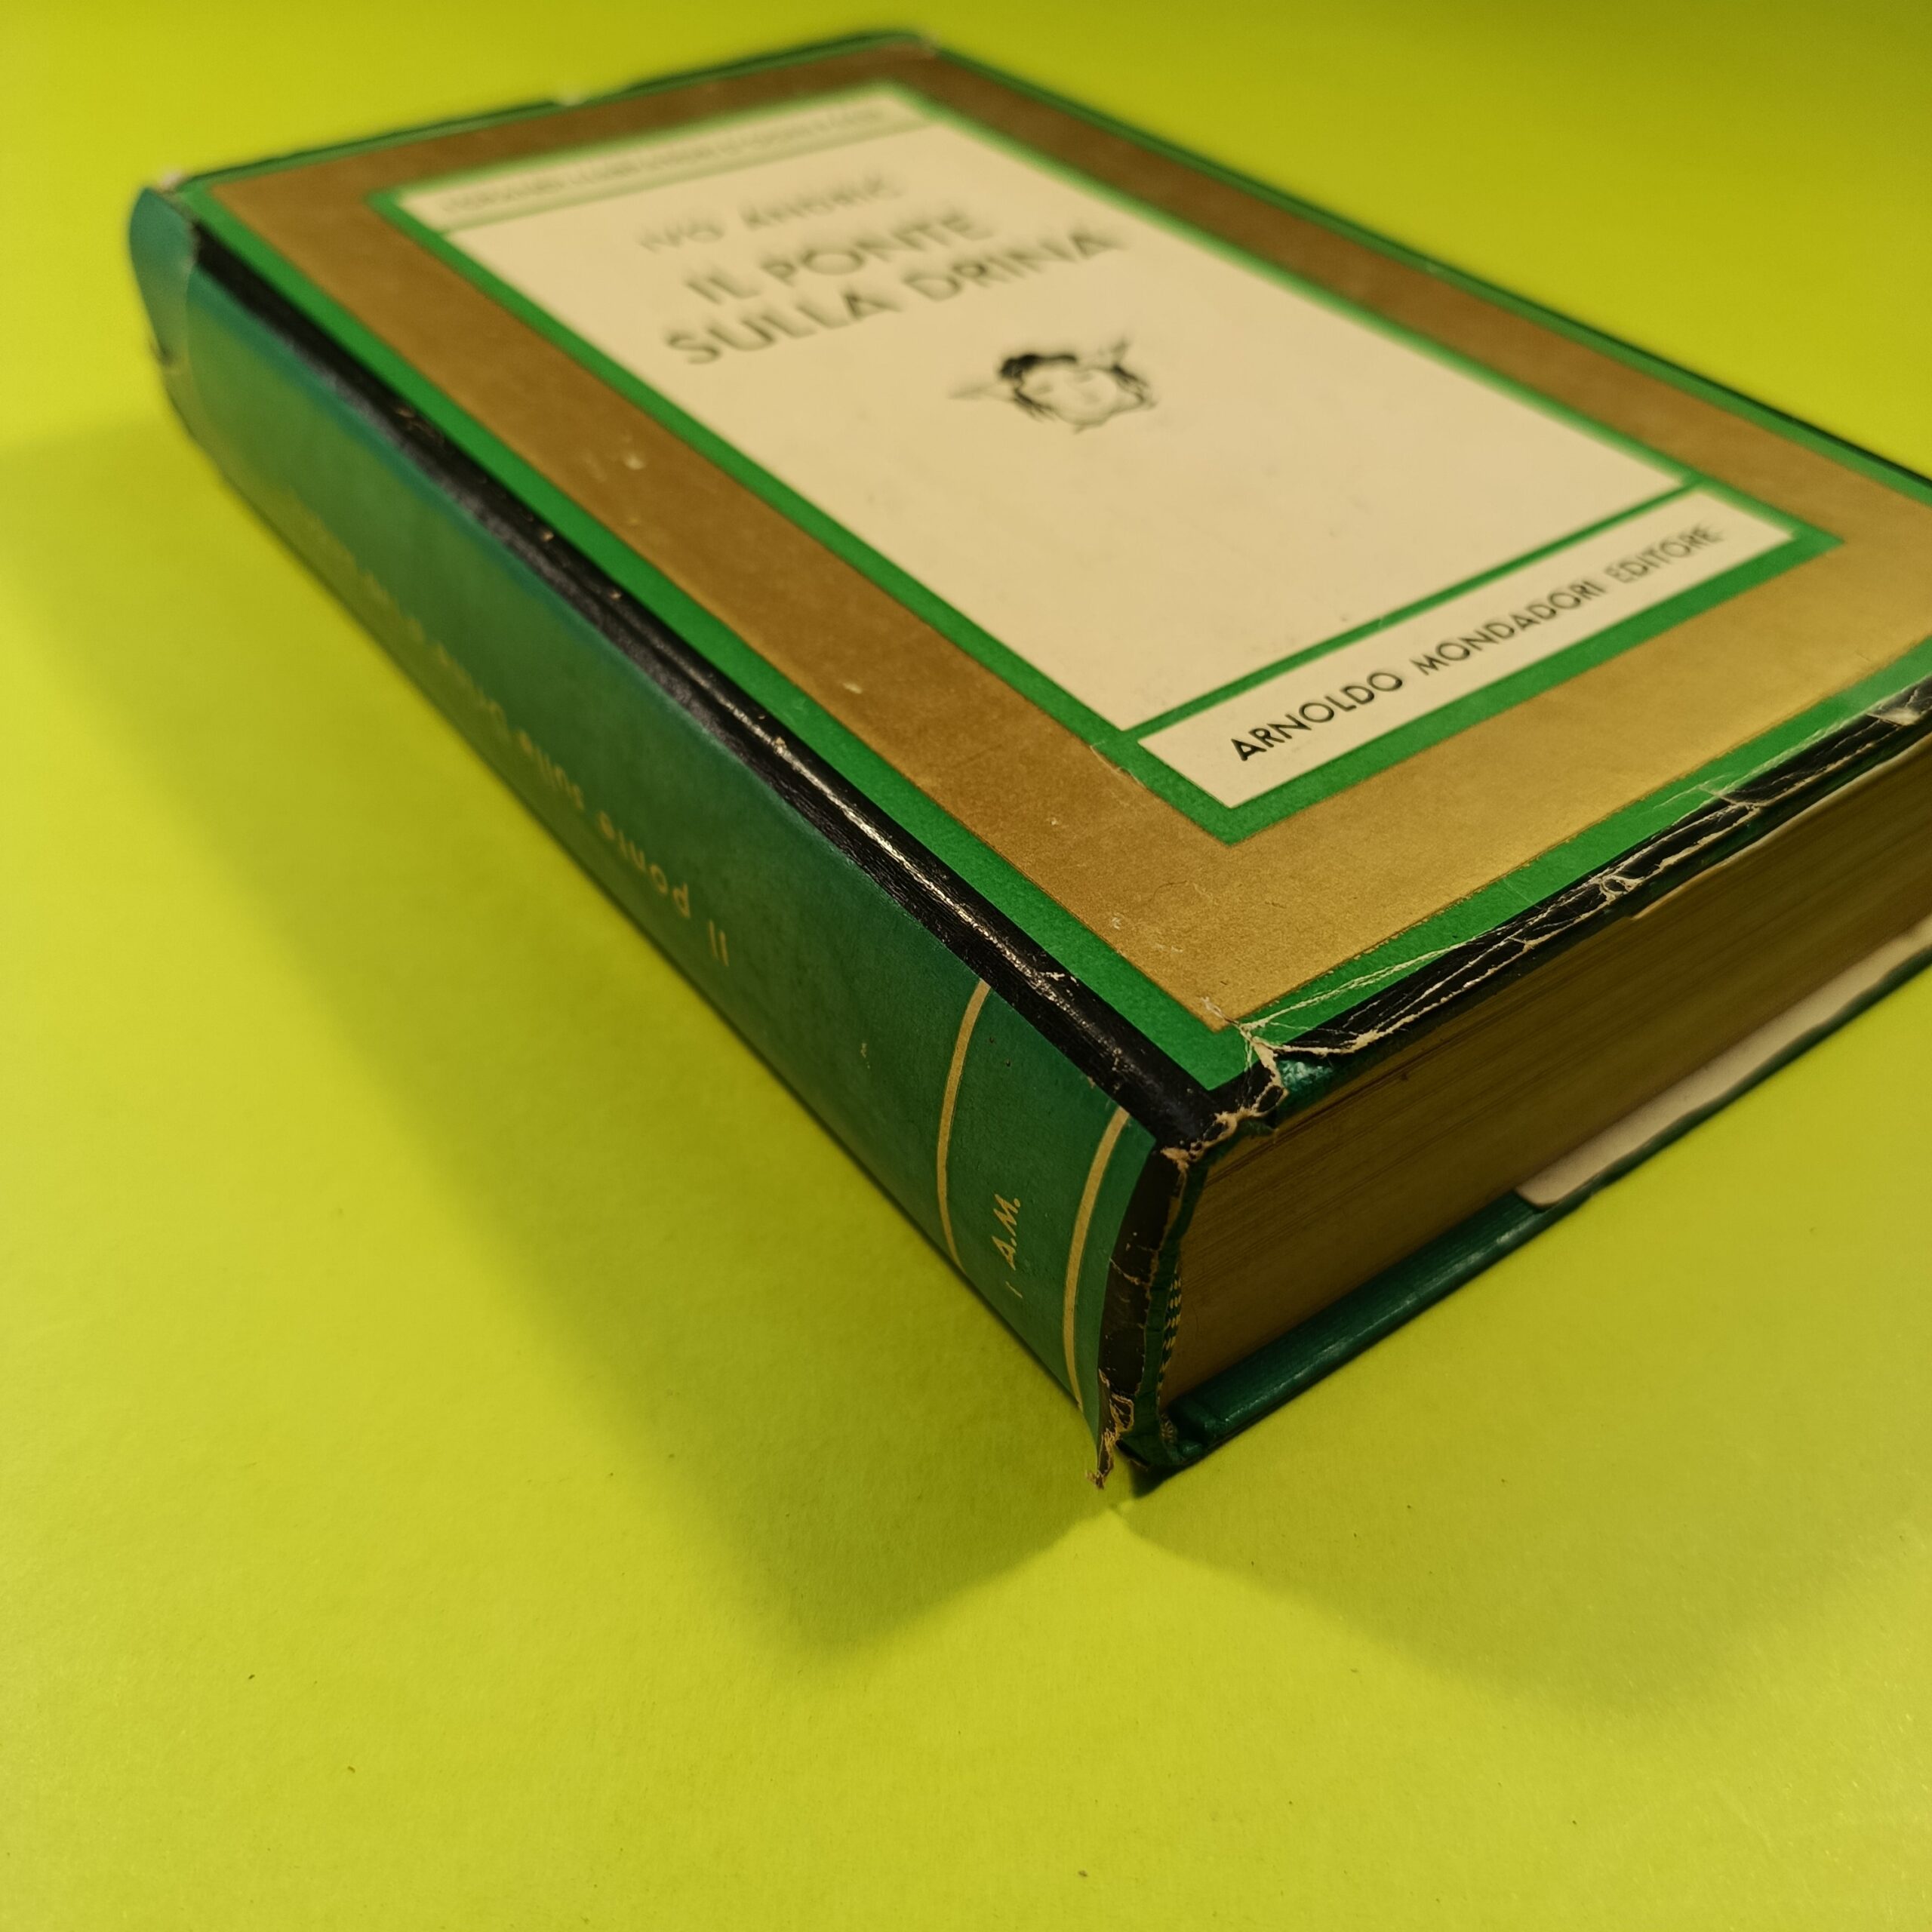 IVO ANDRIĆ
IL PONTE
SULLA DRINA
ARNOLDO MONDADORI EDITORE
Il ponte sulla Drina
A.M.